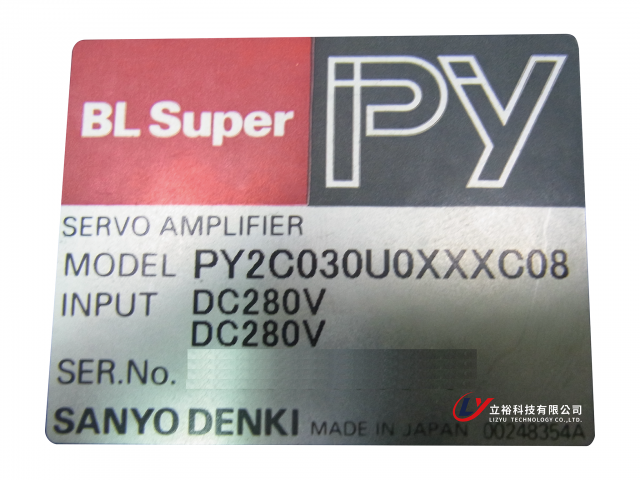 BL Super
PY
SERVO AMPLIFIER
MODEL PY2C030U0XXXC08
INPUT DC280V
DC280V
SER.No.
SANYO DENKI MADE IN JAPAN 00248354A
立裕科技有限公司
LIZYU TECHNOLOGY CO.,LTD.